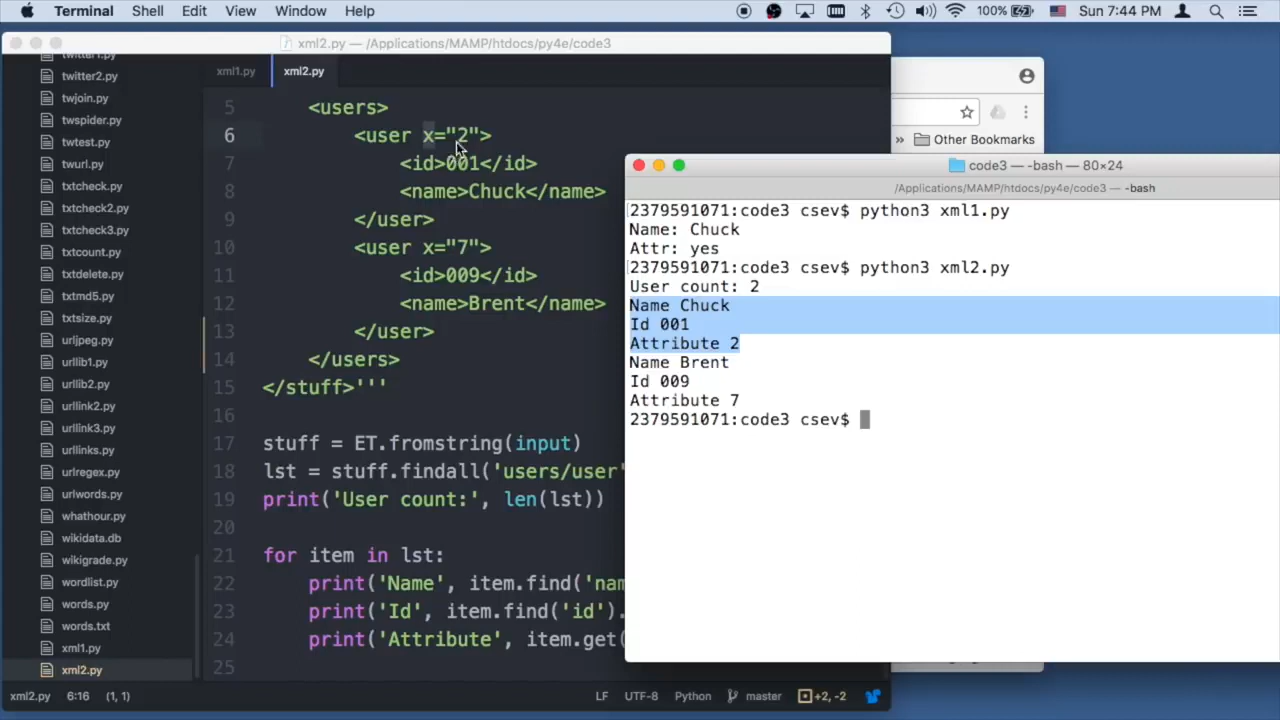 Terminal Shell Edit View Window Help 100% Sun 7:44 PM
xml2.py — /Applications/MAMP/htdocs/py4e/code3
twitter1.py
twitter2.py
twjoin.py
twspider.py
twtest.py
twurl.py
txtcheck.py
txtcheck2.py
txtcheck3.py
txtcount.py
txtdelete.py
txtmd5.py
txtsize.py
urljpeg.py
urllib1.py
urllib2.py
urllink2.py
urllink3.py
urllinks.py
urlregex.py
urlwords.py
whathour.py
wikidata.db
wikigrade.py
wordlist.py
words.py
words.txt
xml1.py
xml2.py
xml1.py xml2.py
5 <users>
6 <user x="2">
7 <id>001</id>
8 <name>Chuck</name>
9 </user>
10 <user x="7">
11 <id>009</id>
12 <name>Brent</name>
13 </user>
14 </users>
15 </stuff>'''
16
17 stuff = ET.fromstring(input)
18 lst = stuff.findall('users/user'
19 print('User count:', len(lst))
20
21 for item in lst:
22 print('Name', item.find('nam
23 print('Id', item.find('id').
24 print('Attribute', item.get(
25
xml2.py 6:16 (1, 1) LF UTF-8 Python master +2, -2
» Other Bookmarks
code3 — -bash — 80×24
/Applications/MAMP/htdocs/py4e/code3 — -bash
[2379591071:code3 csev$ python3 xml1.py
Name: Chuck
Attr: yes
[2379591071:code3 csev$ python3 xml2.py
User count: 2
Name Chuck
Id 001
Attribute 2
Name Brent
Id 009
Attribute 7
2379591071:code3 csev$